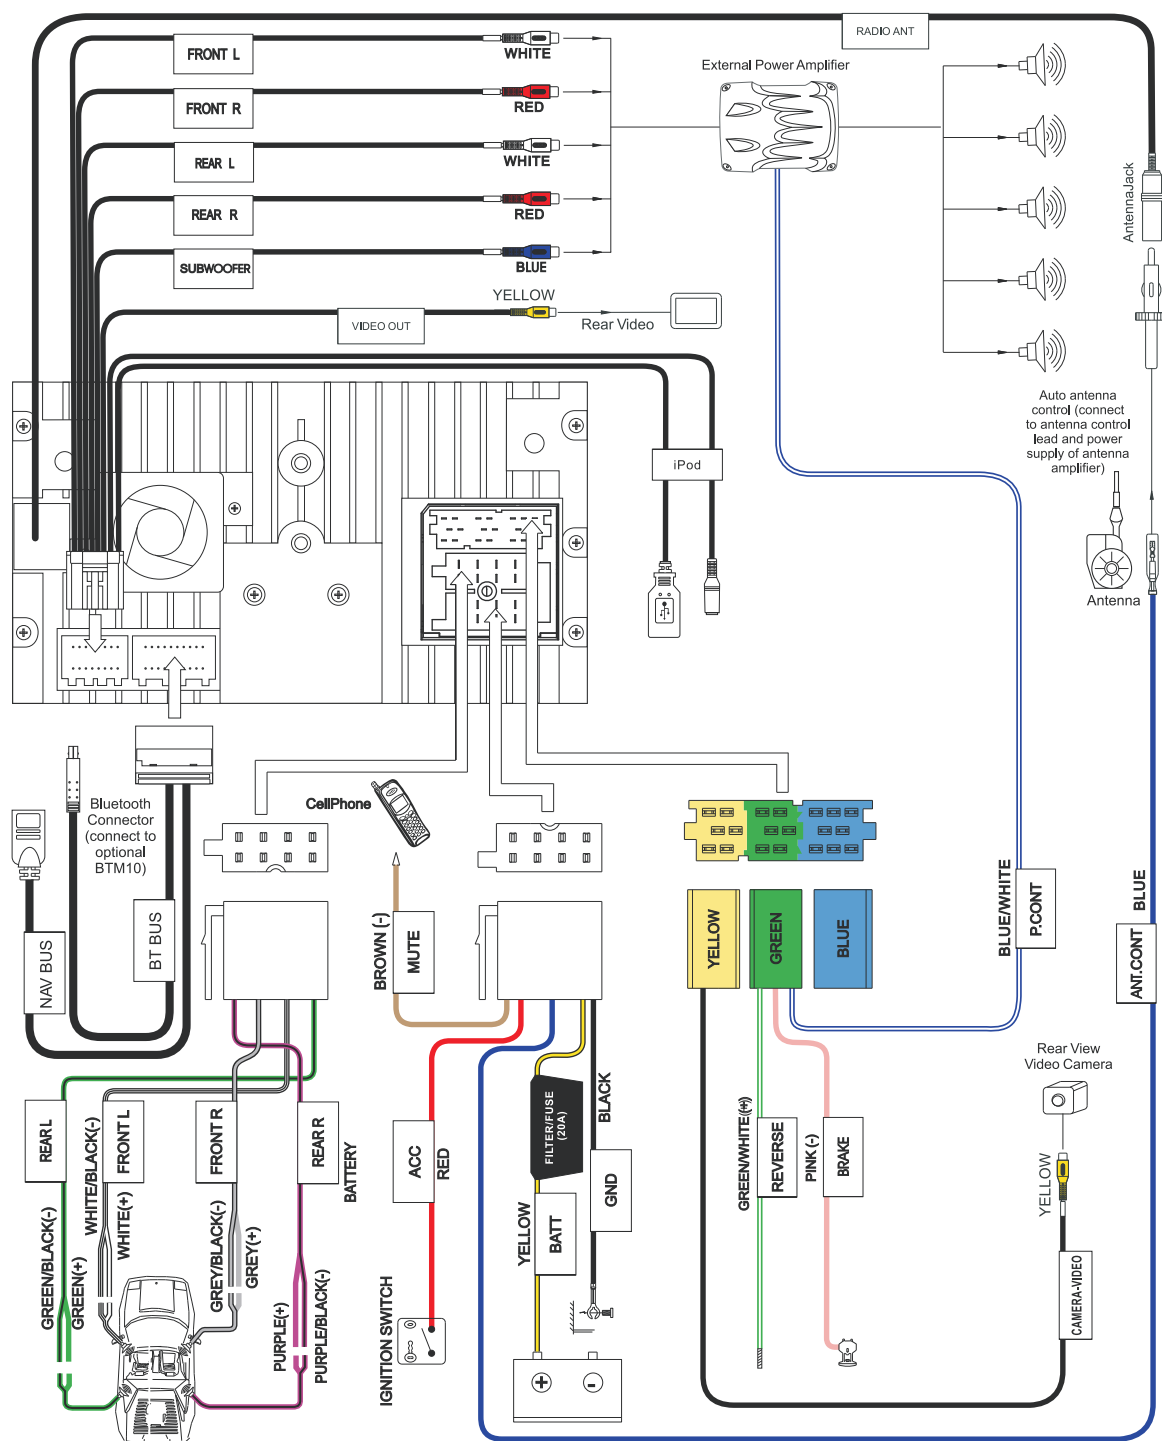 RADIO ANT
FRONT L
WHITE
External Power Amplifier
FRONT R
RED
REAR L
WHITE
REAR R
RED
SUBWOOFER
BLUE
AntennaJack
YELLOW
VIDEO OUT
Rear Video
Auto antenna
control (connect
to antenna control
lead and power
supply of antenna
amplifier)
iPod
Antenna
CellPhone
Bluetooth
Connector
(connect to
optional
BTM10)
NAV BUS
BT BUS
BROWN (-)
MUTE
YELLOW
GREEN
BLUE
BLUE/WHITE
P.CONT
BLUE
ANT.CONT
Rear View
Video Camera
REAR L
WHITE/BLACK(-)
FRONT L
FRONT R
REAR R
BATTERY
ACC
RED
FILTER/FUSE
(20A)
BLACK
GND
GREEN/WHITE(+)
REVERSE
PINK (-)
BRAKE
YELLOW
GREEN/BLACK(-)
GREEN(+)
WHITE(+)
GREY/BLACK(-)
GREY(+)
PURPLE(+)
PURPLE/BLACK(-)
YELLOW
BATT
IGNITION SWITCH
CAMERA-VIDEO
+
-